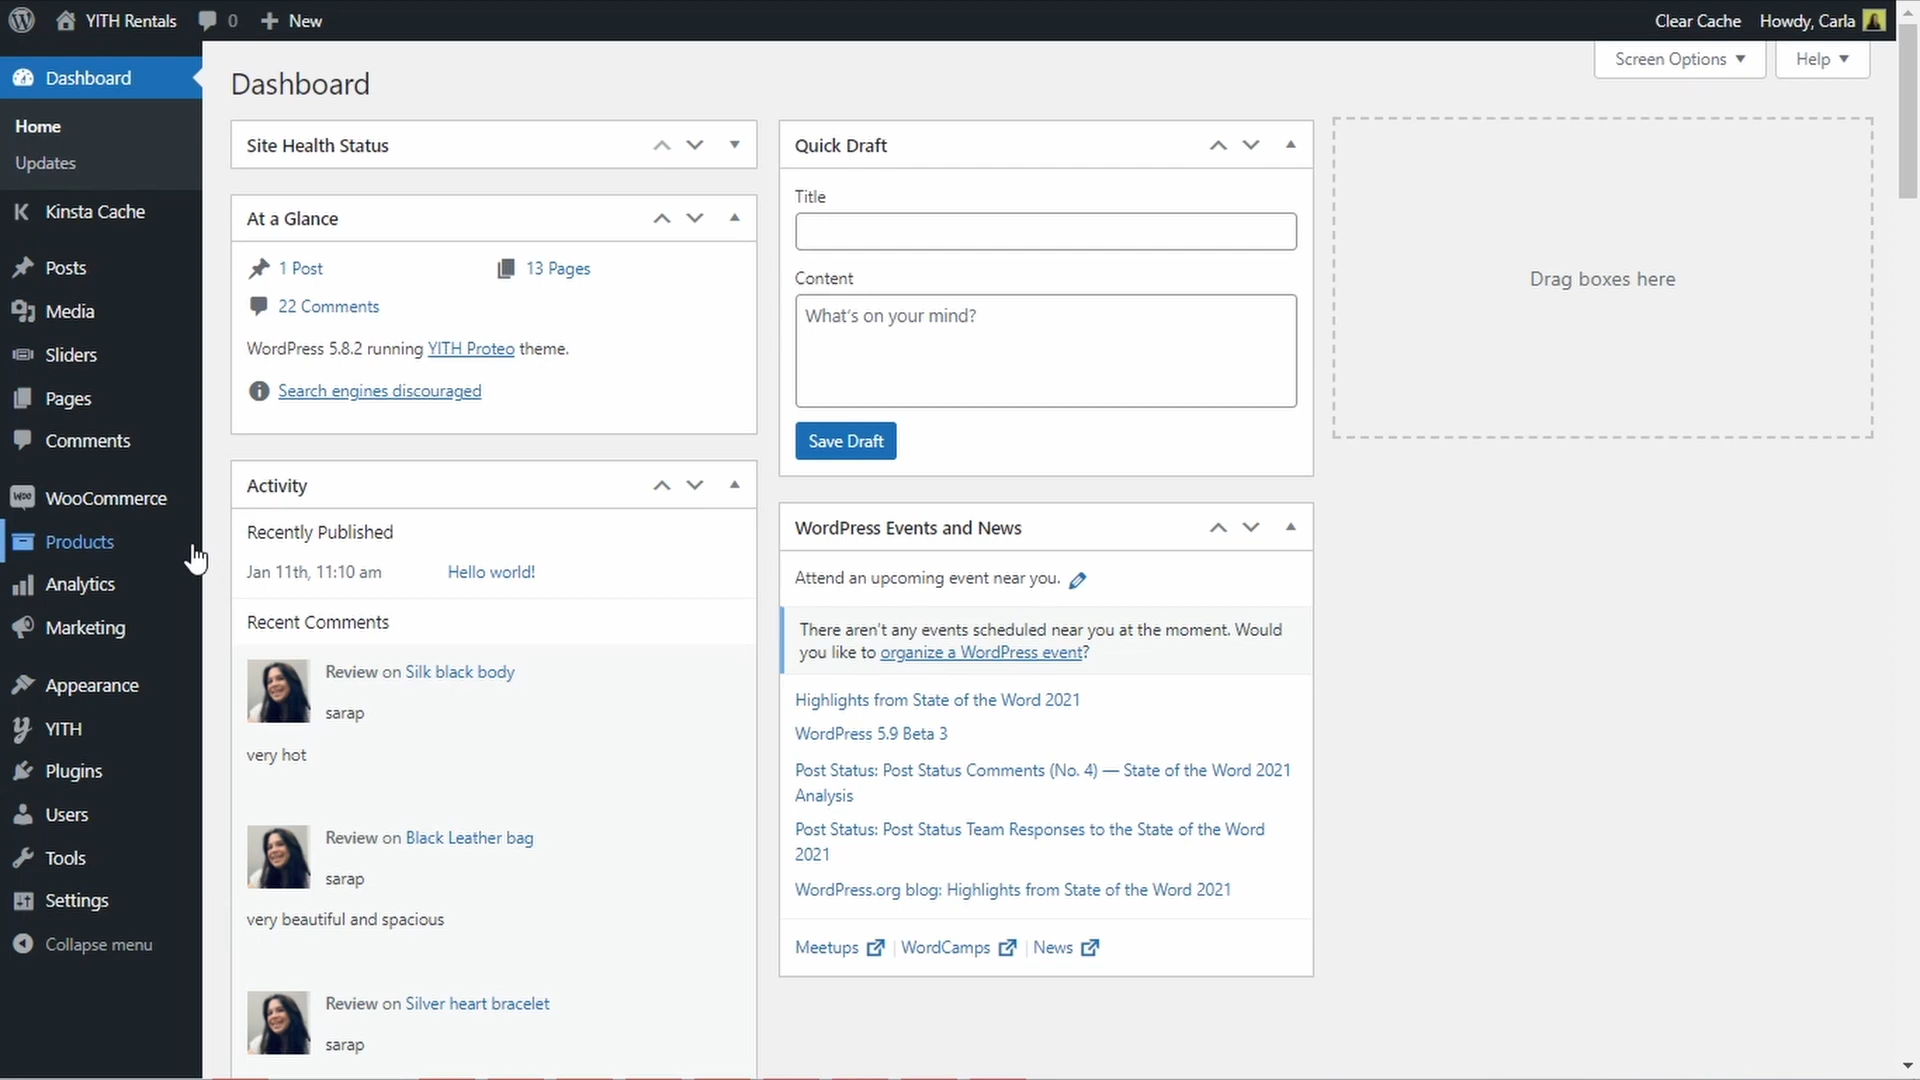 YITH Rentals
0
New
Clear Cache
Howdy, Carla
Screen Options
Help
Dashboard
Home
Updates
Kinsta Cache
Posts
Media
Sliders
Pages
Comments
WooCommerce
Products
Analytics
Marketing
Appearance
YITH
Plugins
Users
Tools
Settings
Collapse menu
Dashboard
Site Health Status
At a Glance
1 Post
13 Pages
22 Comments
WordPress 5.8.2 running YITH Proteo theme.
Search engines discouraged
Activity
Recently Published
Jan 11th, 11:10 am
Hello world!
Recent Comments
Review on Silk black body
sarap
very hot
Review on Black Leather bag
sarap
very beautiful and spacious
Review on Silver heart bracelet
sarap
Quick Draft
Title
Content
What's on your mind?
Save Draft
WordPress Events and News
Attend an upcoming event near you.
There aren't any events scheduled near you at the moment. Would
you like to organize a WordPress event?
Highlights from State of the Word 2021
WordPress 5.9 Beta 3
Post Status: Post Status Comments (No. 4) — State of the Word 2021
Analysis
Post Status: Post Status Team Responses to the State of the Word
2021
WordPress.org blog: Highlights from State of the Word 2021
Meetups | WordCamps | News
Drag boxes here